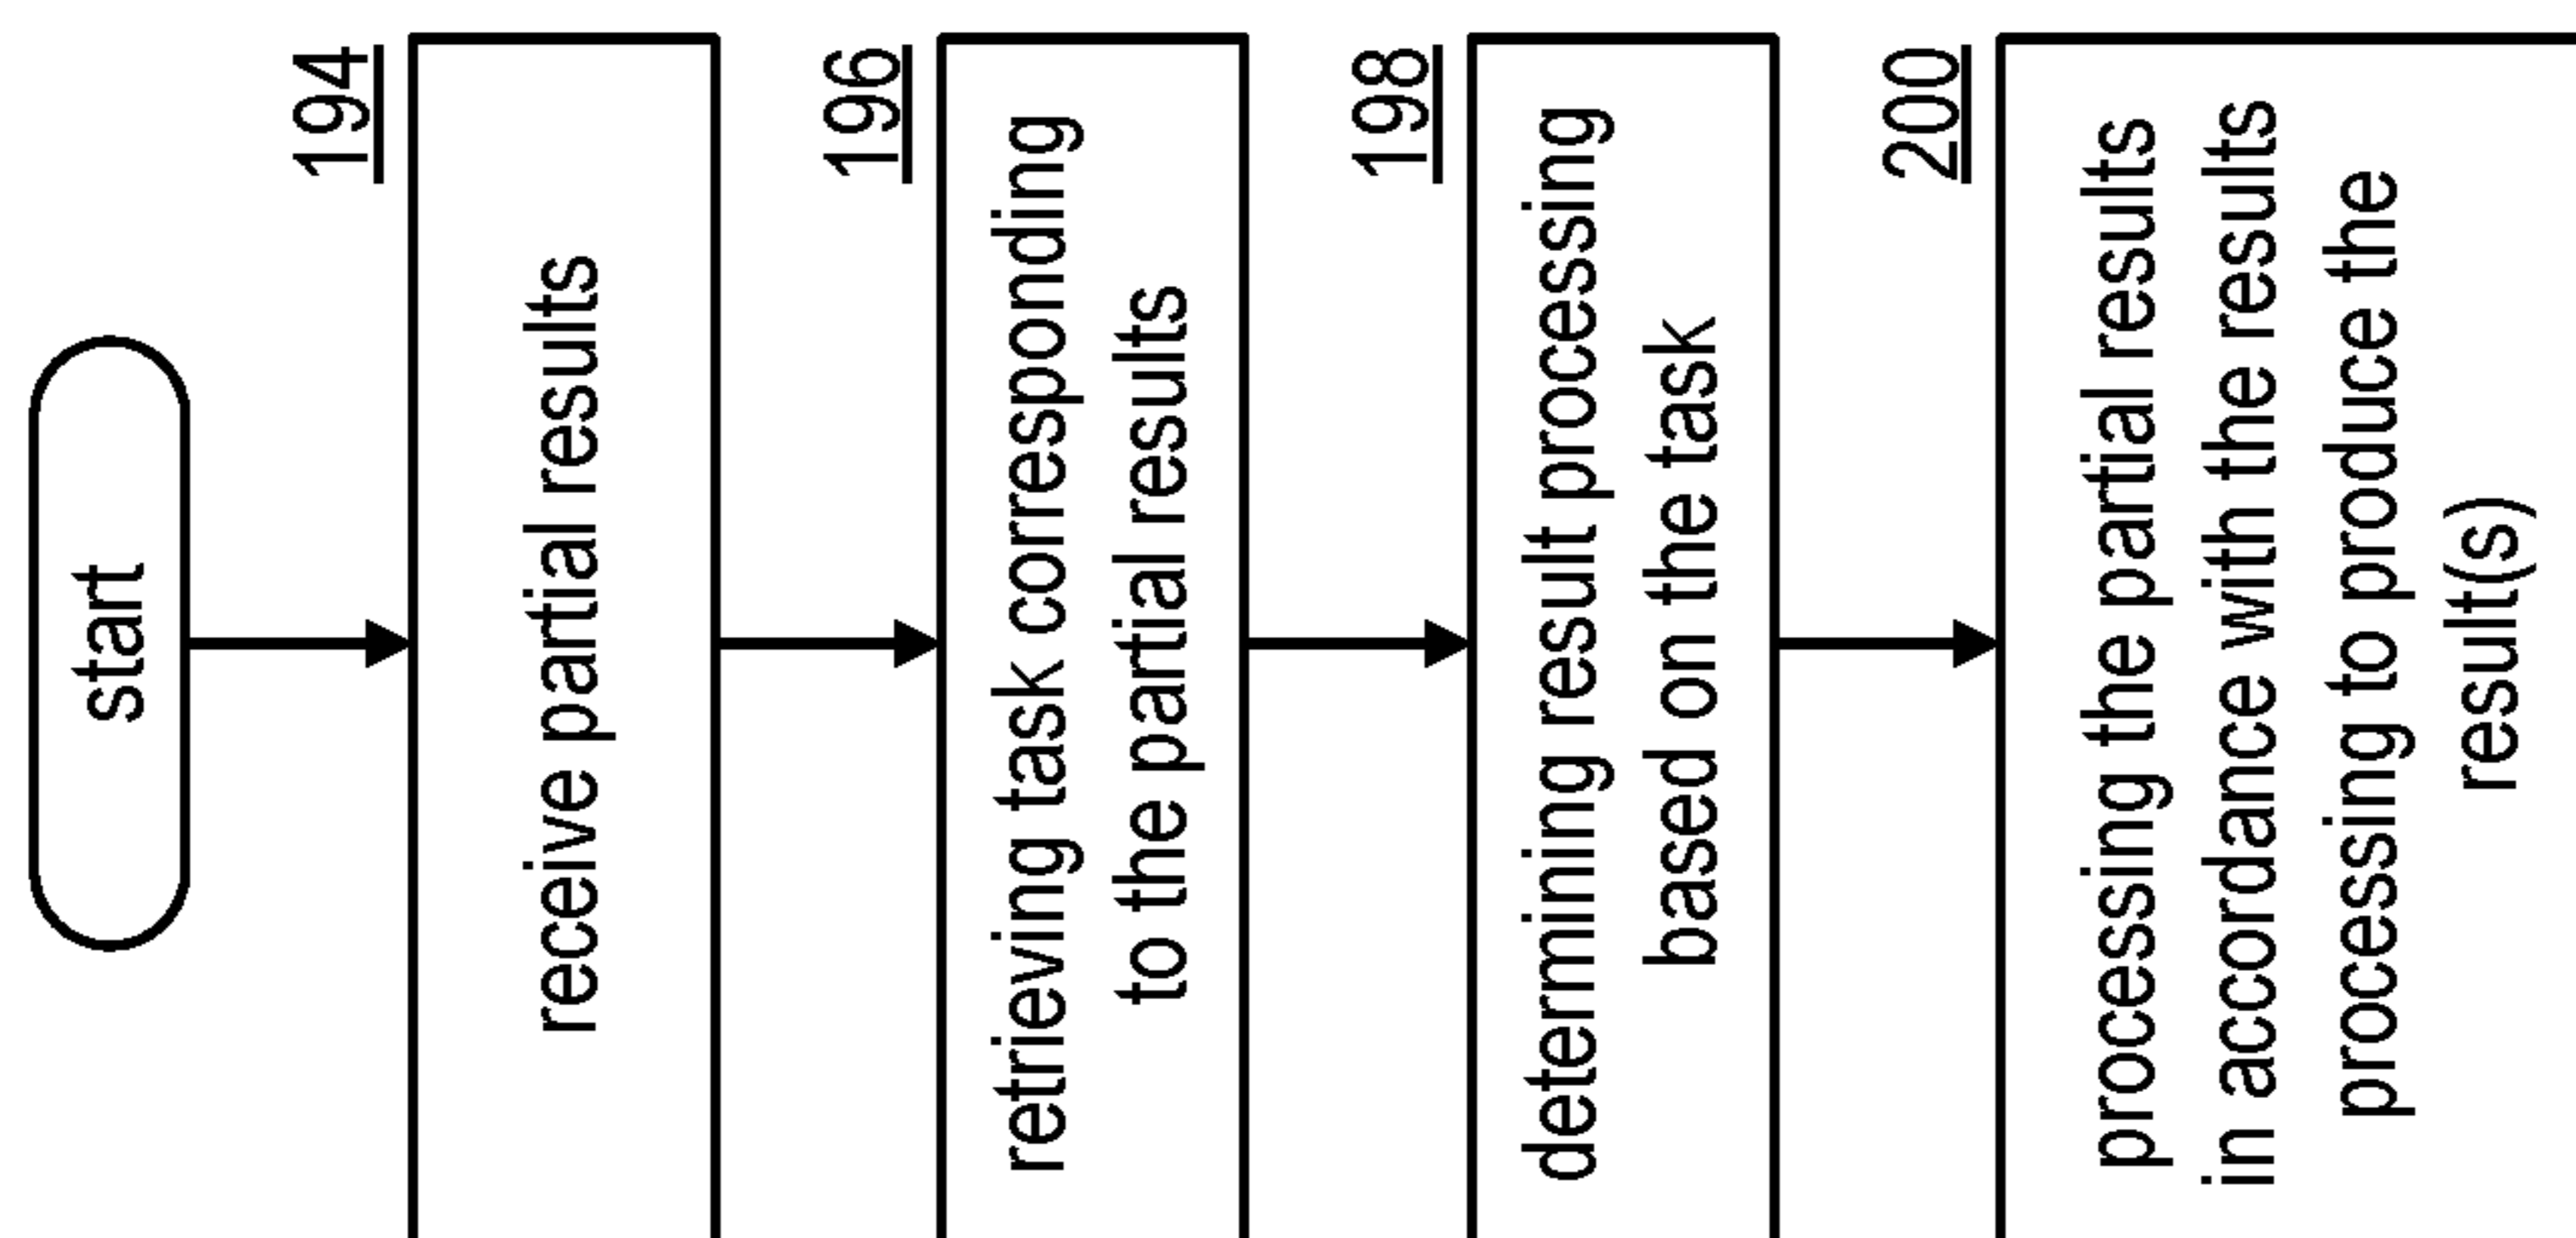 start
194
receive partial results
196
retrieving task corresponding
to the partial results
198
determining result processing
based on the task
200
processing the partial results
in accordance with the results
processing to produce the
result(s)